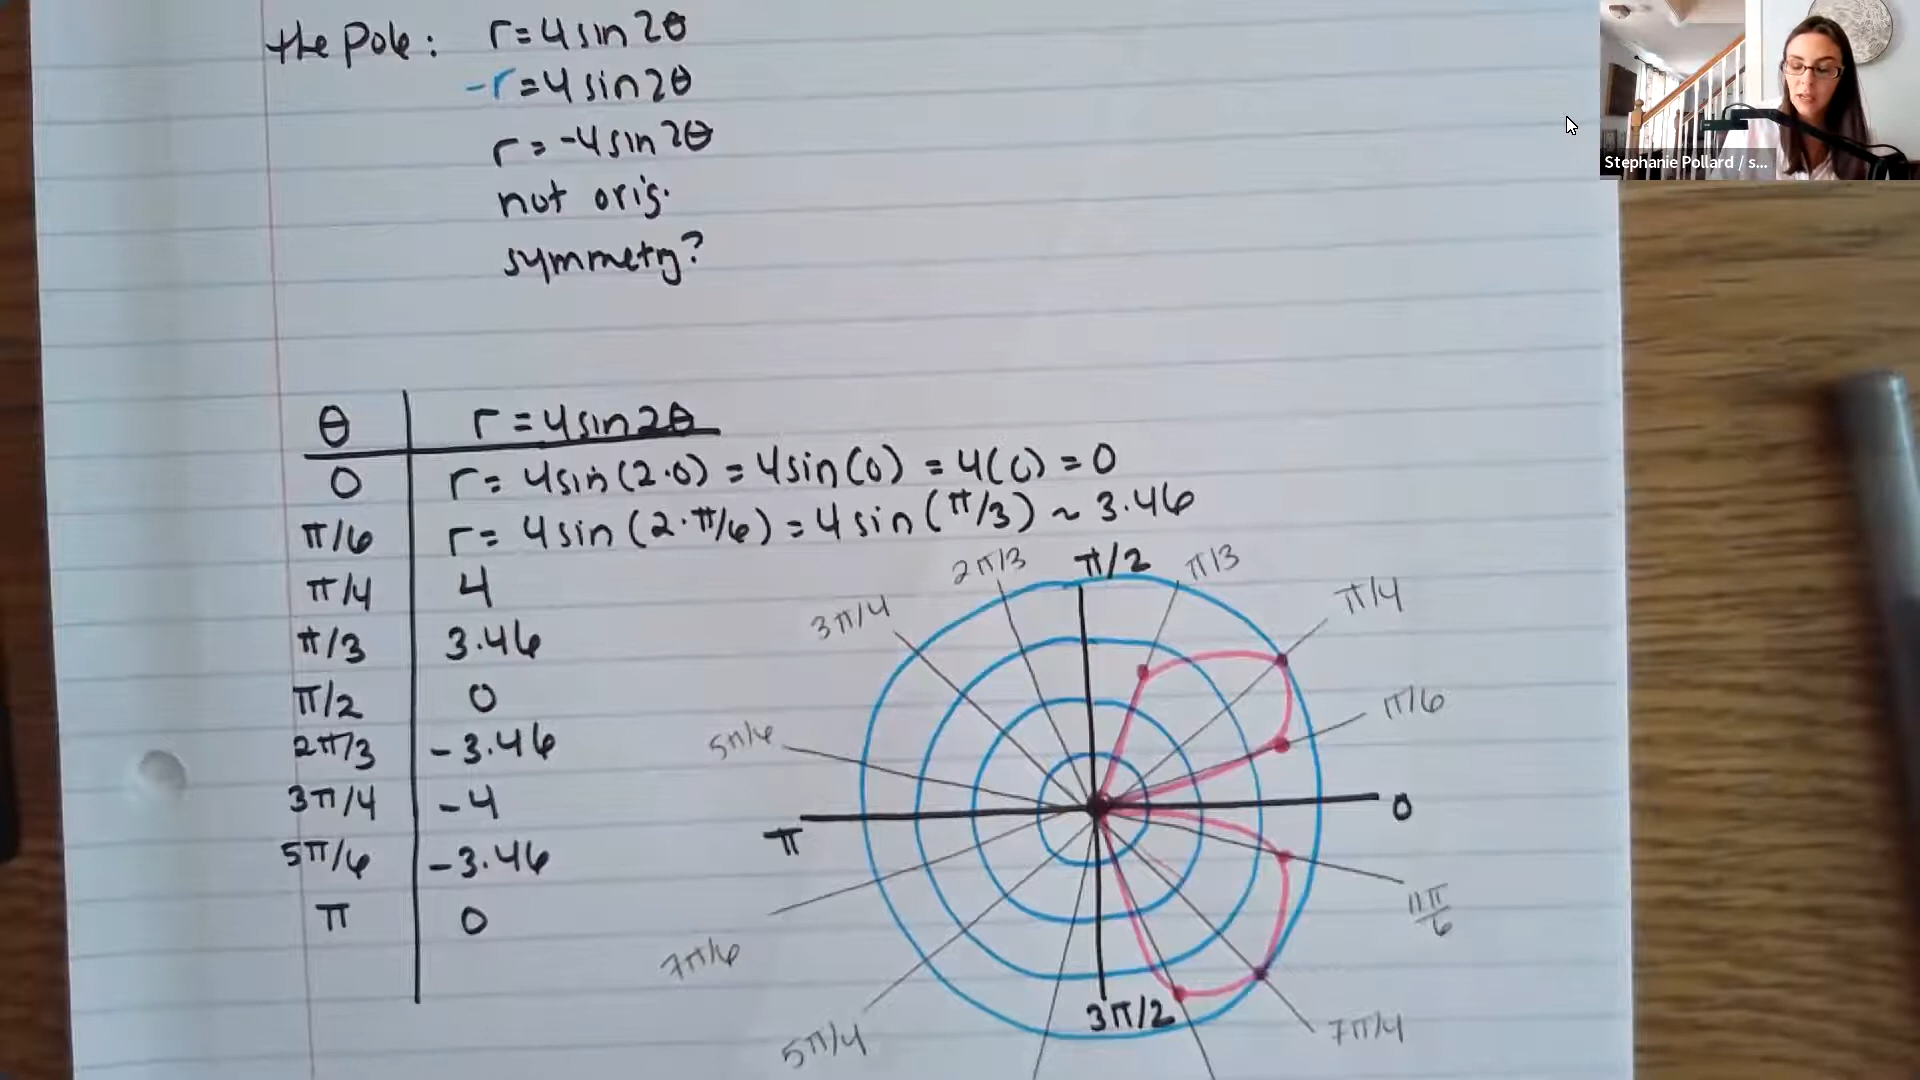 the pole: r=4sin2θ
-r=4sin2θ
r=-4sin2θ
not orig.
symmetry?
Stephanie Pollard / s...
θ r=4sin2θ
0 r= 4sin(2·0) = 4sin(0) = 4(0) = 0
π/6 r= 4sin(2·π/6) = 4sin(π/3) ~ 3.46
π/4 4
π/3 3.46
π/2 0
2π/3 -3.46
3π/4 -4
5π/6 -3.46
π 0
2π/3 π/2 π/3
3π/4 π/4
5π/6 π/6
π 0
7π/6 11π/6
5π/4 3π/2 7π/4